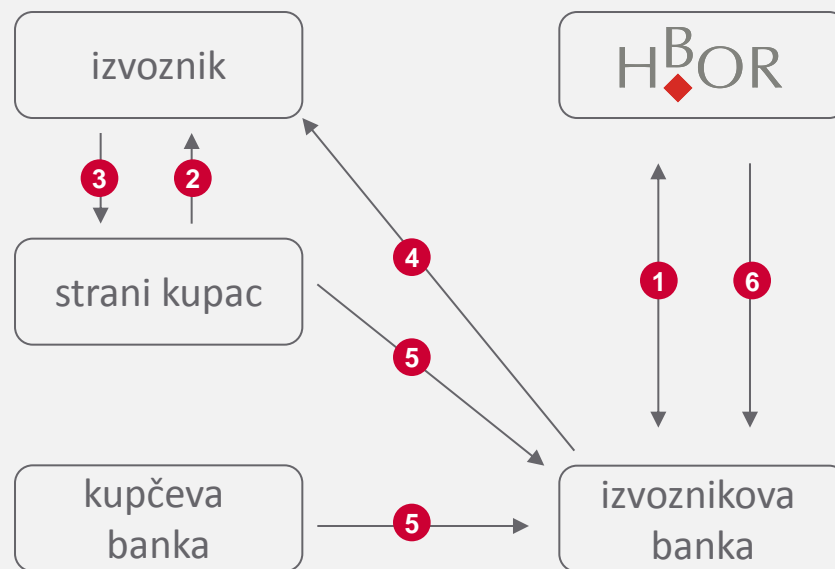 izvoznik
HBOR
3
2
4
strani kupac
1
6
5
kupčeva
banka
5
izvoznikova
banka